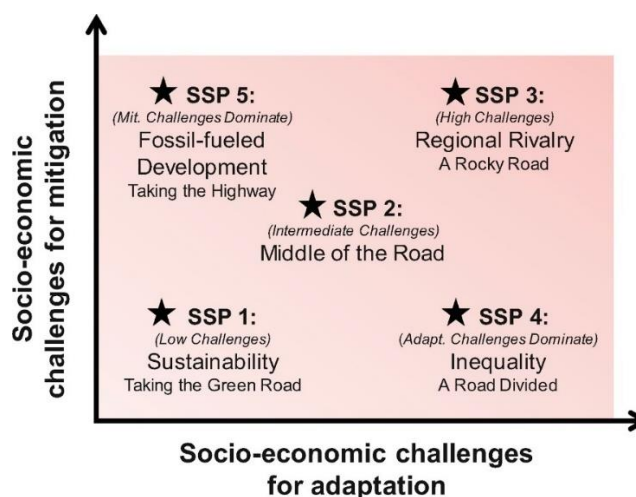 Socio-economic
challenges for mitigation
SSP 5:
(Mit. Challenges Dominate)
Fossil-fueled
Development
Taking the Highway
SSP 3:
(High Challenges)
Regional Rivalry
A Rocky Road
SSP 2:
(Intermediate Challenges)
Middle of the Road
SSP 1:
(Low Challenges)
Sustainability
Taking the Green Road
SSP 4:
(Adapt. Challenges Dominate)
Inequality
A Road Divided
Socio-economic challenges
for adaptation